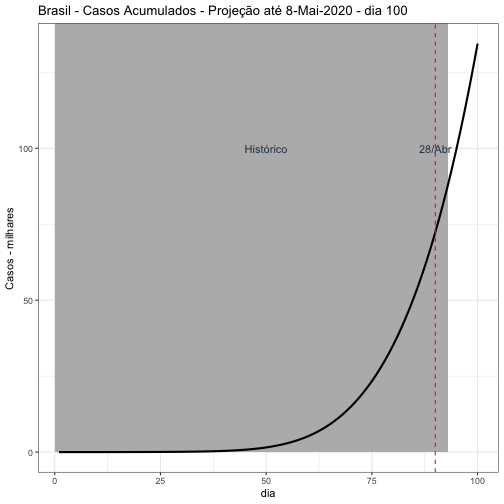 Brasil - Casos Acumulados - Projeção até 8-Mai-2020 - dia 100
Casos - milhares
100
50
0
Histórico
28/Abr
0
25
50
75
100
dia